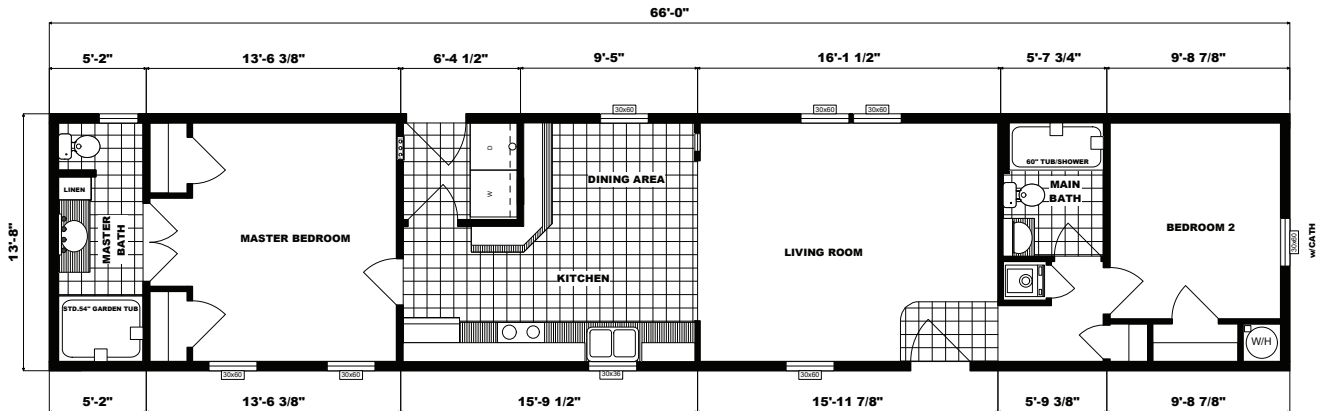 66'-0"
5'-2"
13'-6 3/8"
6'-4 1/2"
9'-5"
16'-1 1/2"
5'-7 3/4"
9'-8 7/8"
30x60
30x60
30x60
13'-8"
LINEN
MASTER
BATH
STD.54" GARDEN TUB
MASTER BEDROOM
D
W
DINING AREA
KITCHEN
LIVING ROOM
60" TUB/SHOWER
MAIN
BATH
BEDROOM 2
30x60
w/CATH
W/H
30x60
30x60
30x36
30x60
5'-2"
13'-6 3/8"
15'-9 1/2"
15'-11 7/8"
5'-9 3/8"
9'-8 7/8"